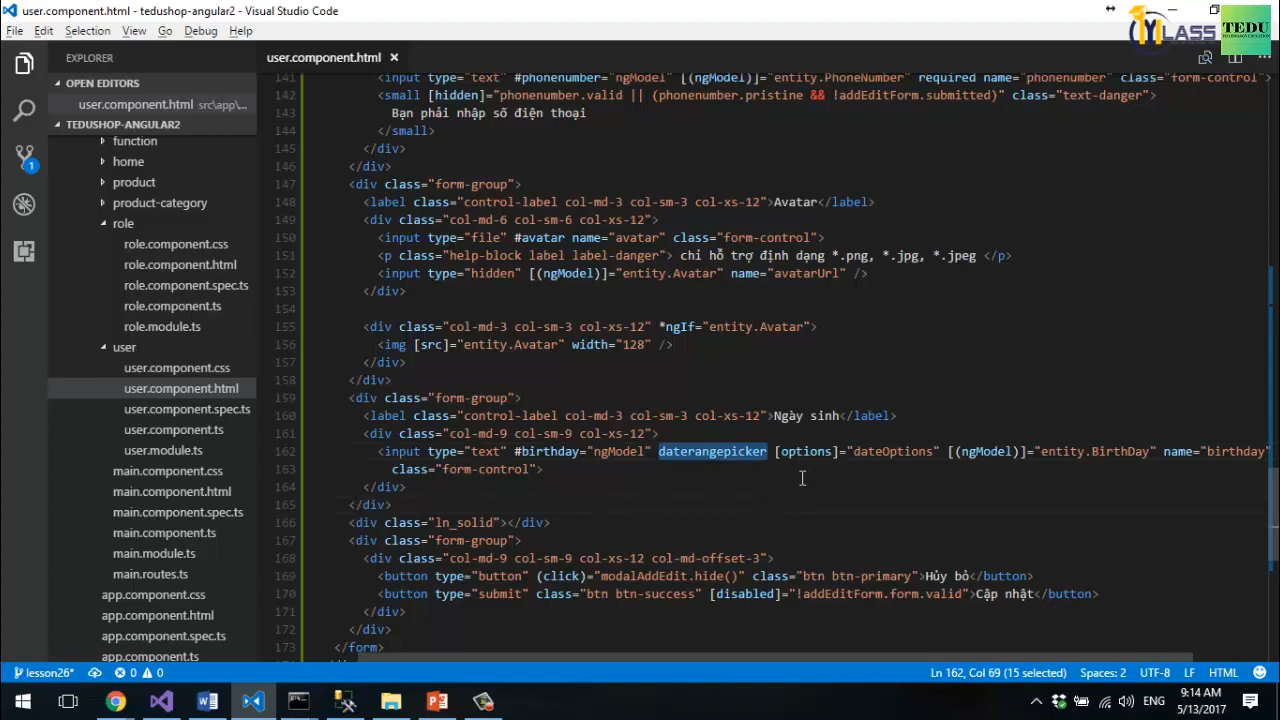 user.component.html - tedushop-angular2 - Visual Studio Code
File Edit Selection View Go Debug Help
CLASS
TEDU
EXPLORER
OPEN EDITORS
user.component.html src\app\...
TEDUSHOP-ANGULAR2
function
home
product
product-category
role
role.component.css
role.component.html
role.component.spec.ts
role.component.ts
role.module.ts
user
user.component.css
user.component.html
user.component.spec.ts
user.component.ts
user.module.ts
main.component.css
main.component.html
main.component.spec.ts
main.component.ts
main.module.ts
main.routes.ts
app.component.css
app.component.html
app.component.spec.ts
app.component.ts
user.component.html
141 <input type="text" #phonenumber="ngModel" [(ngModel)]="entity.PhoneNumber" required name="phonenumber" class="form-control">
142 <small [hidden]="phonenumber.valid || (phonenumber.pristine && !addEditForm.submitted)" class="text-danger">
143 Bạn phải nhập số điện thoại
144 </small>
145 </div>
146 </div>
147 <div class="form-group">
148 <label class="control-label col-md-3 col-sm-3 col-xs-12">Avatar</label>
149 <div class="col-md-6 col-sm-6 col-xs-12">
150 <input type="file" #avatar name="avatar" class="form-control">
151 <p class="help-block label label-danger"> chỉ hỗ trợ định dạng *.png, *.jpg, *.jpeg </p>
152 <input type="hidden" [(ngModel)]="entity.Avatar" name="avatarUrl" />
153 </div>
154
155 <div class="col-md-3 col-sm-3 col-xs-12" *ngIf="entity.Avatar">
156 <img [src]="entity.Avatar" width="128" />
157 </div>
158 </div>
159 <div class="form-group">
160 <label class="control-label col-md-3 col-sm-3 col-xs-12">Ngày sinh</label>
161 <div class="col-md-9 col-sm-9 col-xs-12">
162 <input type="text" #birthday="ngModel" daterangepicker [options]="dateOptions" [(ngModel)]="entity.BirthDay" name="birthday"
163 class="form-control">
164 </div>
165 </div>
166 <div class="ln_solid"></div>
167 <div class="form-group">
168 <div class="col-md-9 col-sm-9 col-xs-12 col-md-offset-3">
169 <button type="button" (click)="modalAddEdit.hide()" class="btn btn-primary">Hủy bỏ</button>
170 <button type="submit" class="btn btn-success" [disabled]="!addEditForm.form.valid">Cập nhật</button>
171 </div>
172 </div>
173 </form>
lesson26* 0 0 Ln 162, Col 69 (15 selected) Spaces: 2 UTF-8 LF HTML
1
ENG 9:14 AM
5/13/2017